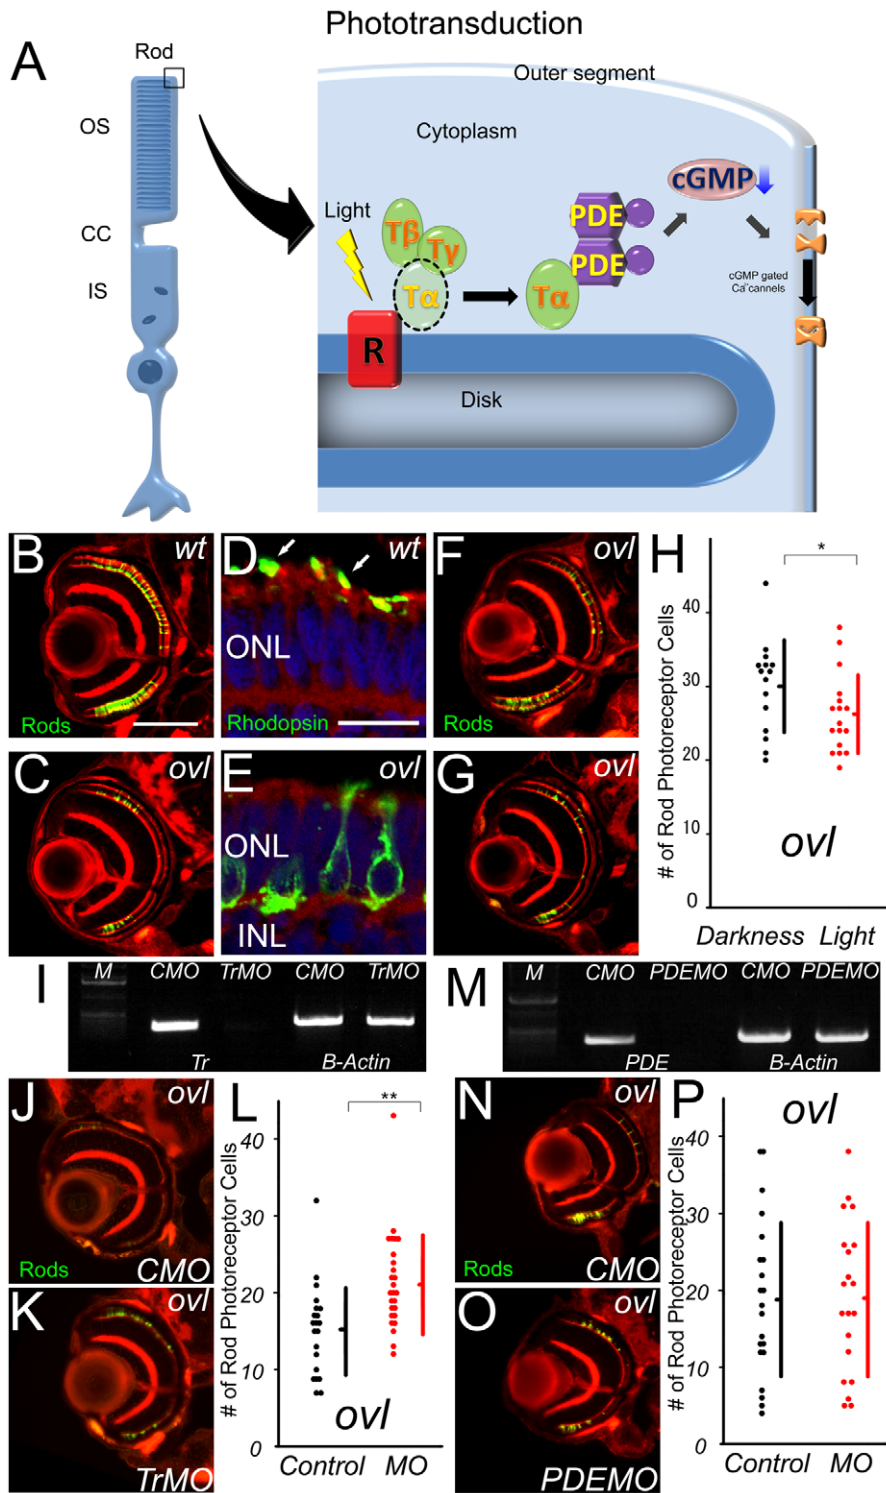 Phototransduction
A
Rod
OS
CC
IS
Outer segment
Cytoplasm
Light
Tβ
Tγ
Tα
Tα
PDE
PDE
cGMP
cGMP gated
Ca⁺cannels
R
Disk
B
wt
Rods
D
wt
ONL
Rhodopsin
F
ovl
Rods
H
*
# of Rod Photoreceptor Cells
40
30
20
10
0
ovl
Darkness Light
C
ovl
E
ovl
ONL
INL
G
ovl
I
M CMO TrMO CMO TrMO
Tr B-Actin
M
M CMO PDEMO CMO PDEMO
PDE B-Actin
J
ovl
Rods
CMO
K
ovl
TrMO
L
**
# of Rod Photoreceptor Cells
40
30
20
10
0
ovl
Control MO
N
ovl
Rods
CMO
O
ovl
PDEMO
P
ovl
# of Rod Photoreceptor Cells
40
30
20
10
0
Control MO